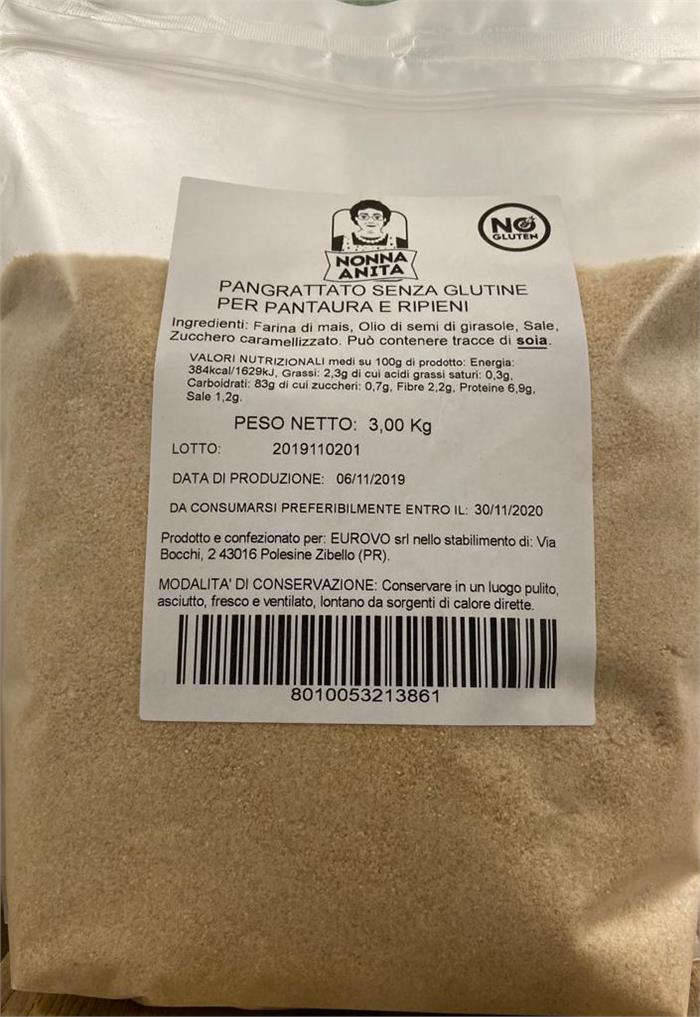 NO
GLUTEN
NONNA
ANITA
PANGRATTATO SENZA GLUTINE
PER PANTAURA E RIPIENI
Ingredienti: Farina di mais, Olio di semi di girasole, Sale,
Zucchero caramellizzato. Può contenere tracce di soia.
VALORI NUTRIZIONALI medi su 100g di prodotto: Energia:
384kcal/1629kJ, Grassi: 2,3g di cui acidi grassi saturi: 0,3g,
Carboidrati: 83g di cui zuccheri: 0,7g, Fibre 2,2g, Proteine 6,9g,
Sale 1,2g.
PESO NETTO: 3,00 Kg
LOTTO: 2019110201
DATA DI PRODUZIONE: 06/11/2019
DA CONSUMARSI PREFERIBILMENTE ENTRO IL: 30/11/2020
Prodotto e confezionato per: EUROVO srl nello stabilimento di: Via
Bocchi, 2 43016 Polesine Zibello (PR).
MODALITA' DI CONSERVAZIONE: Conservare in un luogo pulito,
asciutto, fresco e ventilato, lontano da sorgenti di calore dirette.
8010053213861